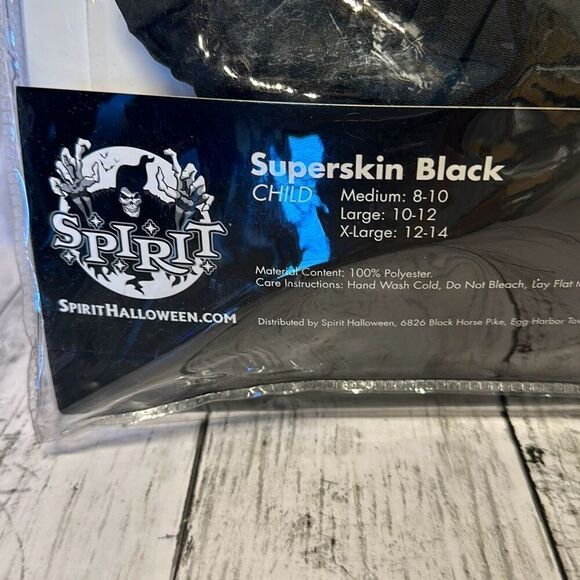 Superskin Black
CHILD Medium: 8-10
Large: 10-12
X-Large: 12-14
SPIRIT
SPIRITHALLOWEEN.COM
Material Content: 100% Polyester.
Care Instructions: Hand Wash Cold, Do Not Bleach, Lay Flat
Distributed by Spirit Halloween, 6826 Black Horse Pike, Egg Harbor